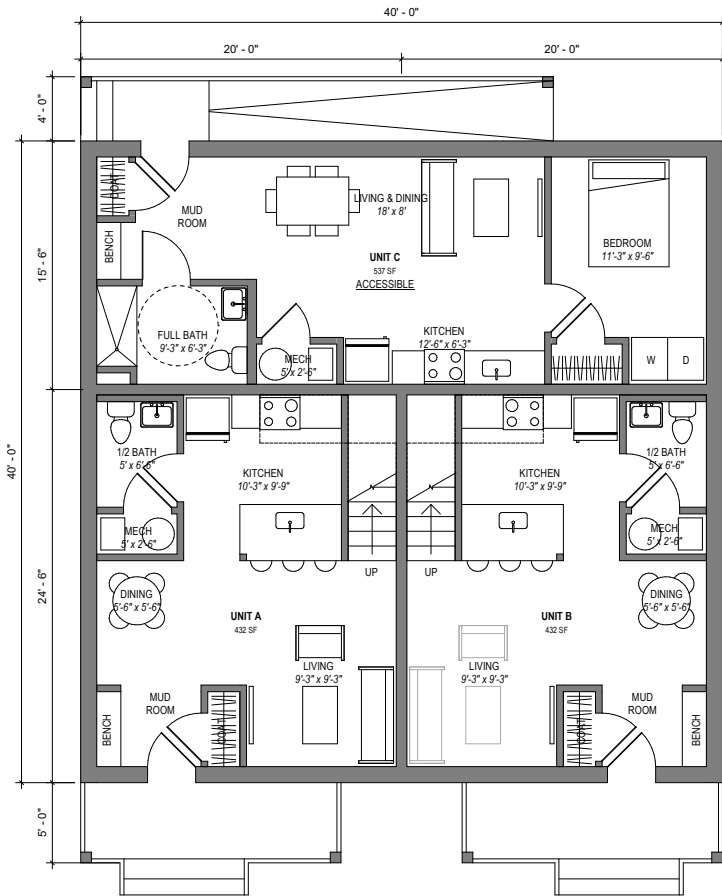 40' - 0"
20' - 0"
20' - 0"
4' - 0"
15' - 6"
40' - 0"
24' - 6"
5' - 0"
COAT
MUD
ROOM
BENCH
LIVING & DINING
18' x 8'
UNIT C
537 SF
ACCESSIBLE
BEDROOM
11'-3" x 9'-6"
FULL BATH
9'-3" x 6'-3"
MECH
5' x 2'-6"
KITCHEN
12'-6" x 6'-3"
W
D
1/2 BATH
5' x 6'-6"
KITCHEN
10'-3" x 9'-9"
MECH
5' x 2'-6"
UP
DINING
5'-6" x 5'-6"
UNIT A
432 SF
LIVING
9'-3" x 9'-3"
MUD
ROOM
BENCH
COAT
KITCHEN
10'-3" x 9'-9"
1/2 BATH
5' x 6'-6"
MECH
5' x 2'-6"
UP
UNIT B
432 SF
DINING
5'-6" x 5'-6"
LIVING
9'-3" x 9'-3"
COAT
MUD
ROOM
BENCH